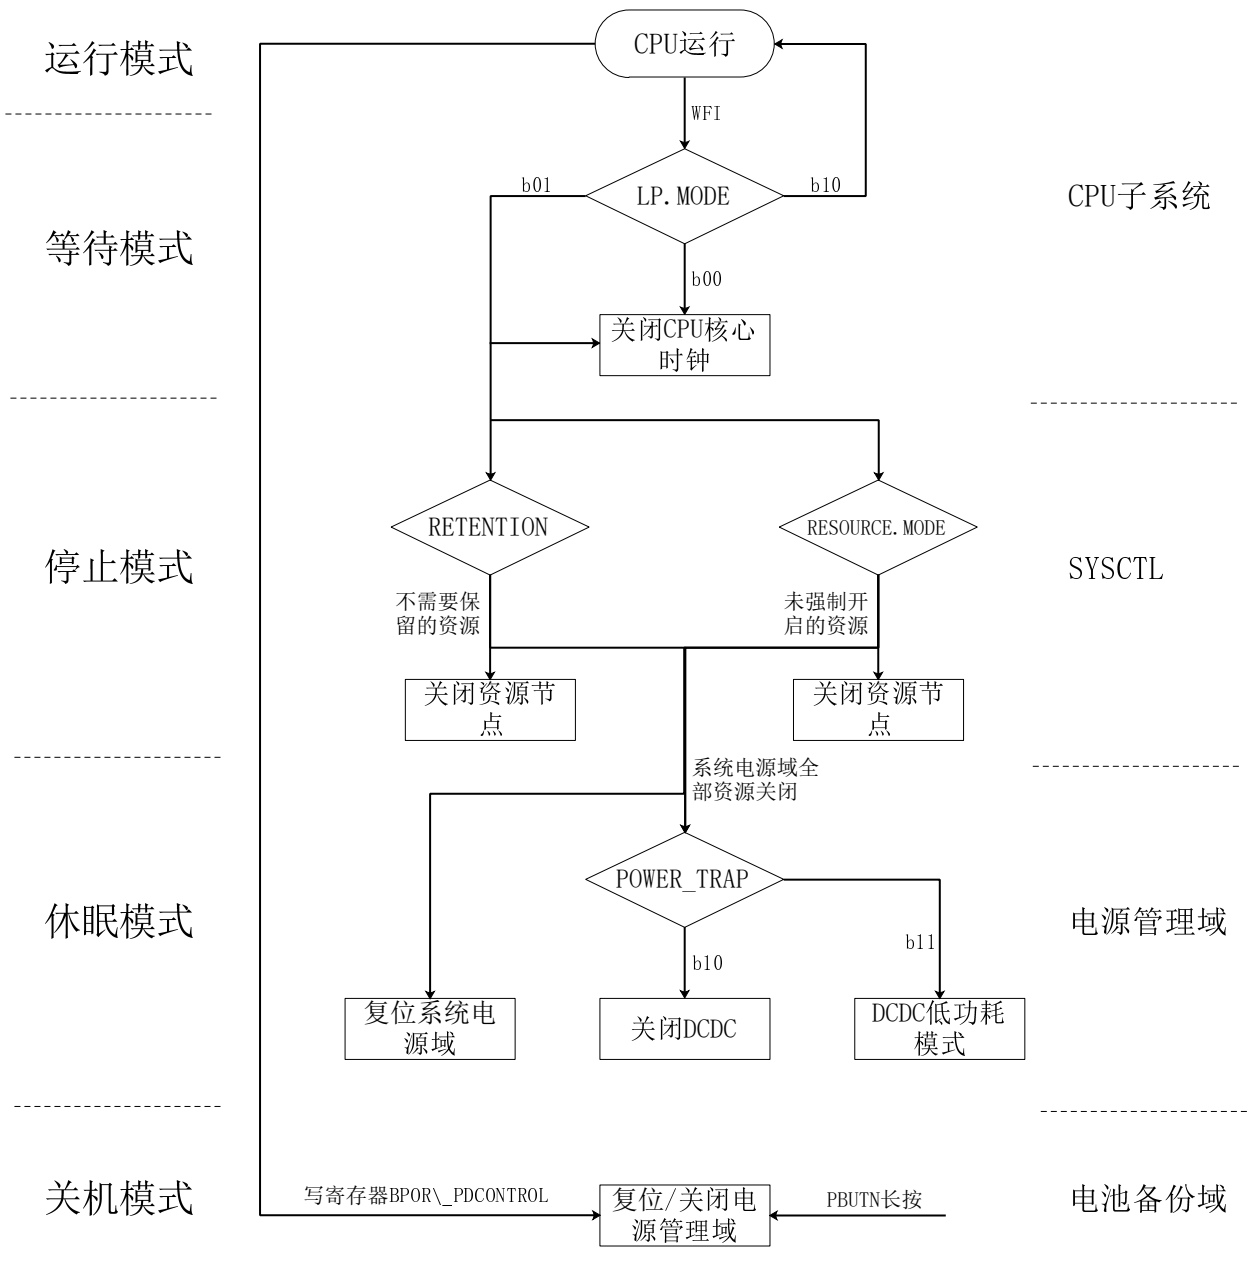 运行模式
CPU运行
WFI
LP.MODE
b01
b10
CPU子系统
等待模式
b00
关闭CPU核心
时钟
RETENTION
RESOURCE.MODE
停止模式
SYSCTL
不需要保
留的资源
未强制开
启的资源
关闭资源节
点
关闭资源节
点
系统电源域全
部资源关闭
POWER_TRAP
休眠模式
电源管理域
b10
b11
复位系统电
源域
关闭DCDC
DCDC低功耗
模式
关机模式
写寄存器BPOR\_PDCONTROL
复位/关闭电
源管理域
PBUTN长按
电池备份域